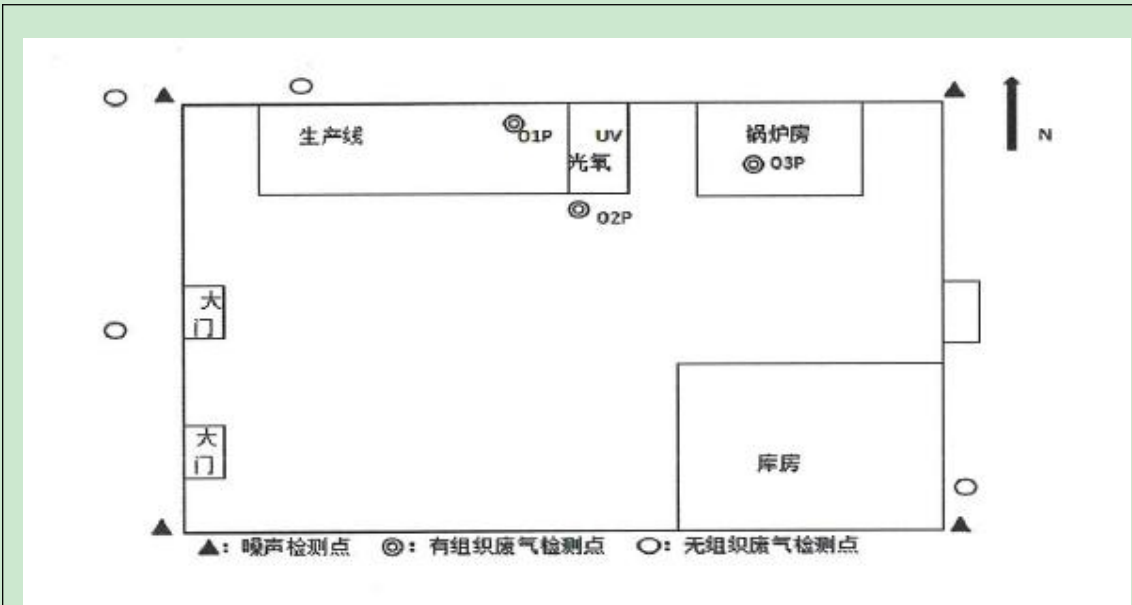 生产线
O1P
UV
光氧
锅炉房
O3P
N
O2P
大
门
大
门
库房
▲：噪声检测点 ◎：有组织废气检测点 ○：无组织废气检测点